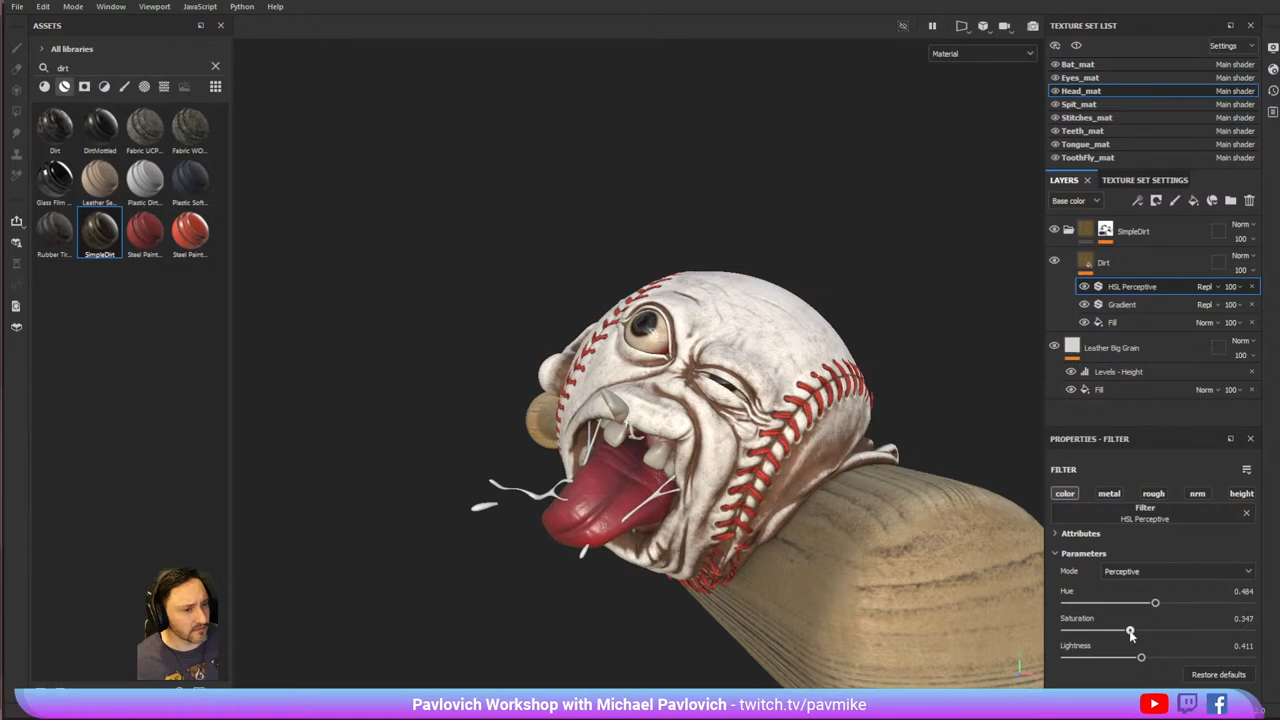 File Edit Mode Window Viewport JavaScript Python Help
ASSETS
All libraries
dirt
Dirt DirtMottled Fabric UCP... Fabric WO...
Glass Film ... Leather Se... Plastic Dirt... Plastic Soft...
Rubber Tir... SimpleDirt Steel Paint... Steel Paint...
Material
TEXTURE SET LIST
Settings
Bat_mat Main shader
Eyes_mat Main shader
Head_mat Main shader
Spit_mat Main shader
Stitches_mat Main shader
Teeth_mat Main shader
Tongue_mat Main shader
ToothFly_mat Main shader
LAYERS TEXTURE SET SETTINGS
Base color
SimpleDirt Norm
100
Dirt Norm
100
HSL Perceptive Repl 100
Gradient Repl 100
Fill Norm 100
Leather Big Grain Norm
100
Levels - Height
Fill Norm 100
PROPERTIES - FILTER
FILTER
color metal rough nrm height
Filter
HSL Perceptive
Attributes
Parameters
Mode Perceptive
Hue 0.484
Saturation 0.347
Lightness 0.411
Restore defaults
Pavlovich Workshop with Michael Pavlovich - twitch.tv/pavmike